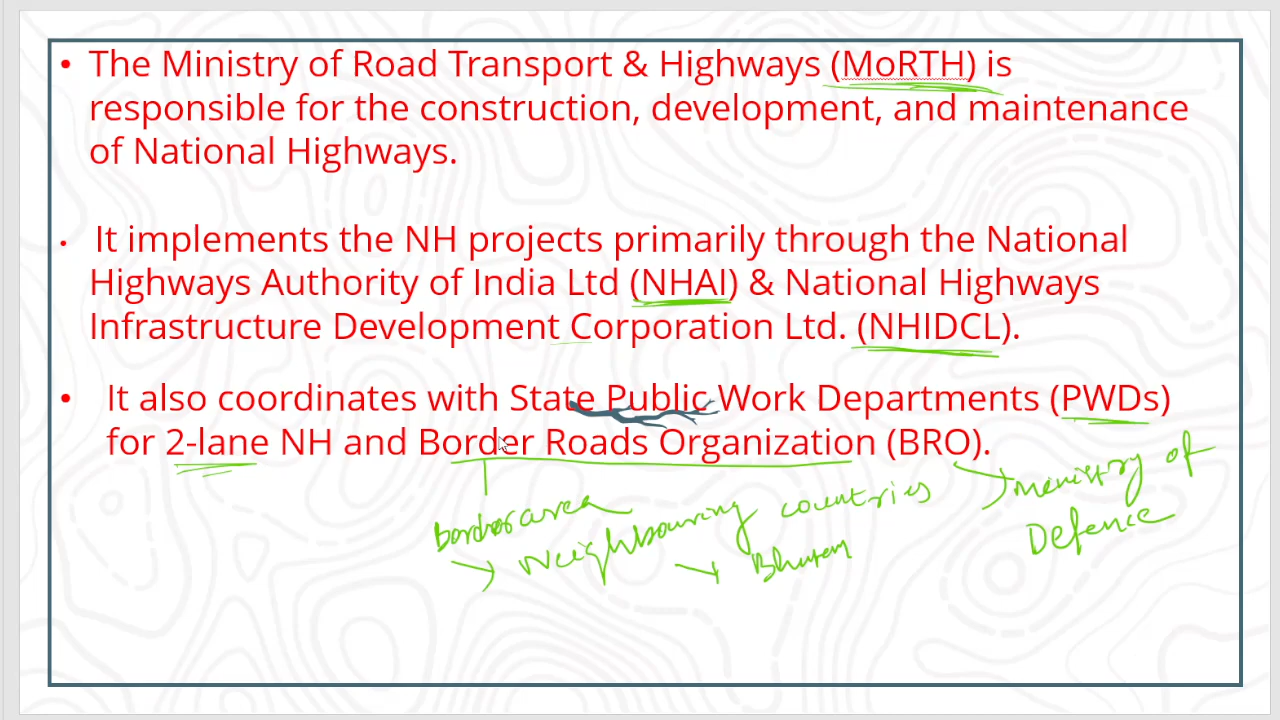 • The Ministry of Road Transport & Highways (MoRTH) is
responsible for the construction, development, and maintenance
of National Highways.
• It implements the NH projects primarily through the National
Highways Authority of India Ltd (NHAI) & National Highways
Infrastructure Development Corporation Ltd. (NHIDCL).
• It also coordinates with State Public Work Departments (PWDs)
for 2-lane NH and Border Roads Organization (BRO).
Ministry of
Defence
Border area
Neighbouring countries
Bhutan